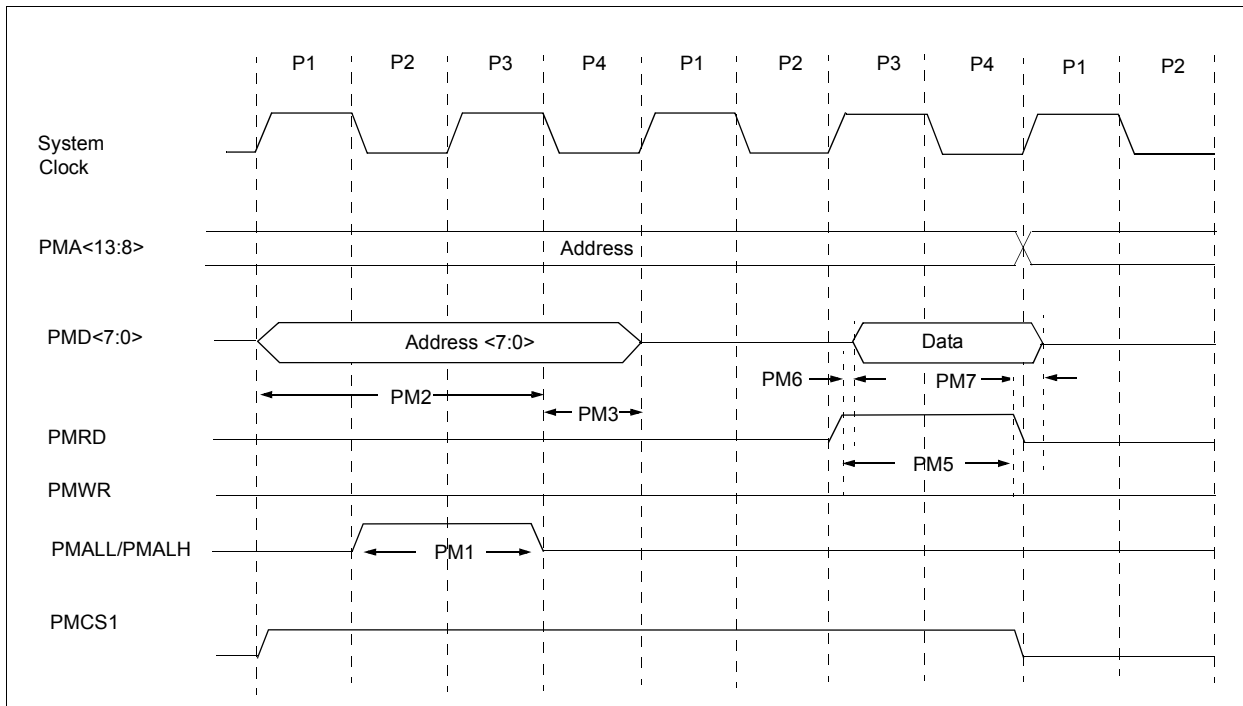 P1 P2 P3 P4 P1 P2 P3 P4 P1 P2
System
Clock
PMA<13:8>
Address
PMD<7:0>
Address <7:0>
Data
PM6
PM7
PM2
PM3
PMRD
PM5
PMWR
PMALL/PMALH
PM1
PMCS1